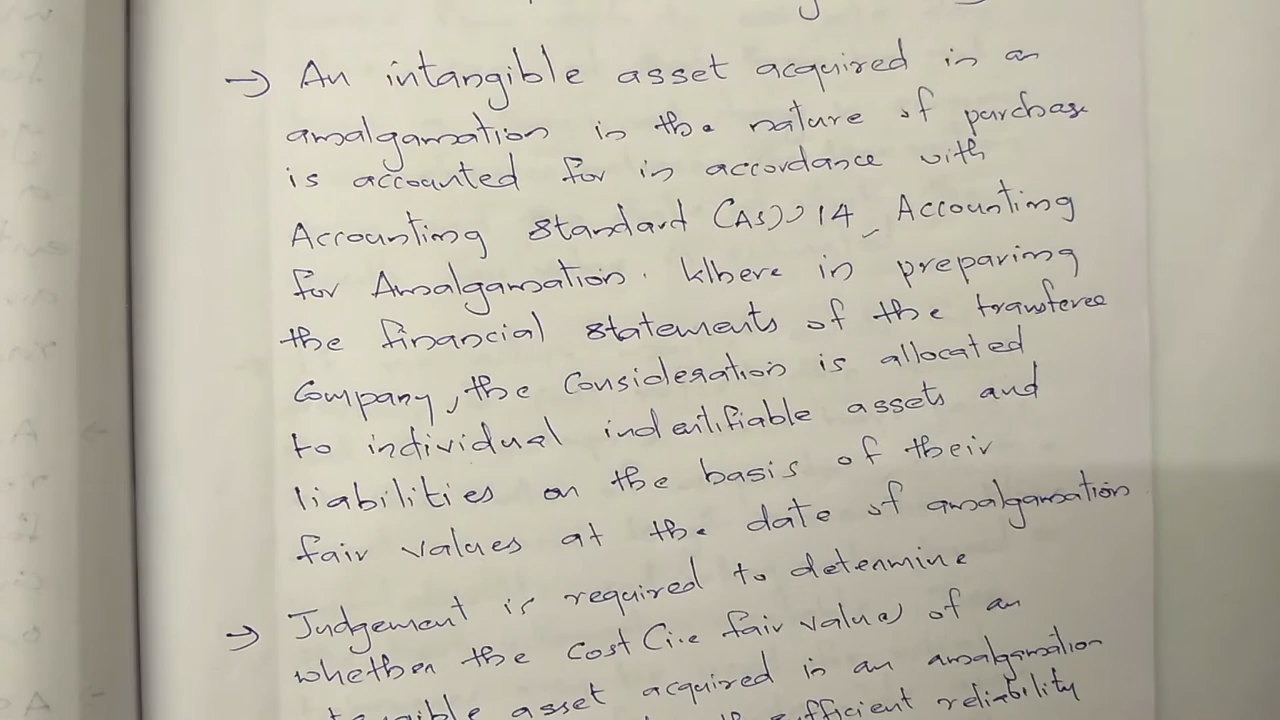 → An intangible asset acquired in an
amalgamation in the nature of purchase
is accounted for in accordance with
Accounting Standard (AS) 14, Accounting
for Amalgamation. Where in preparing
the financial statements of the transferee
Company, the Consideration is allocated
to individual indentifiable assets and
liabilities on the basis of their
fair values at the date of amalgamation
→ Judgement is required to determine
whether the cost (i.e fair value) of an
asset acquired in an amalgamation
sufficient reliability